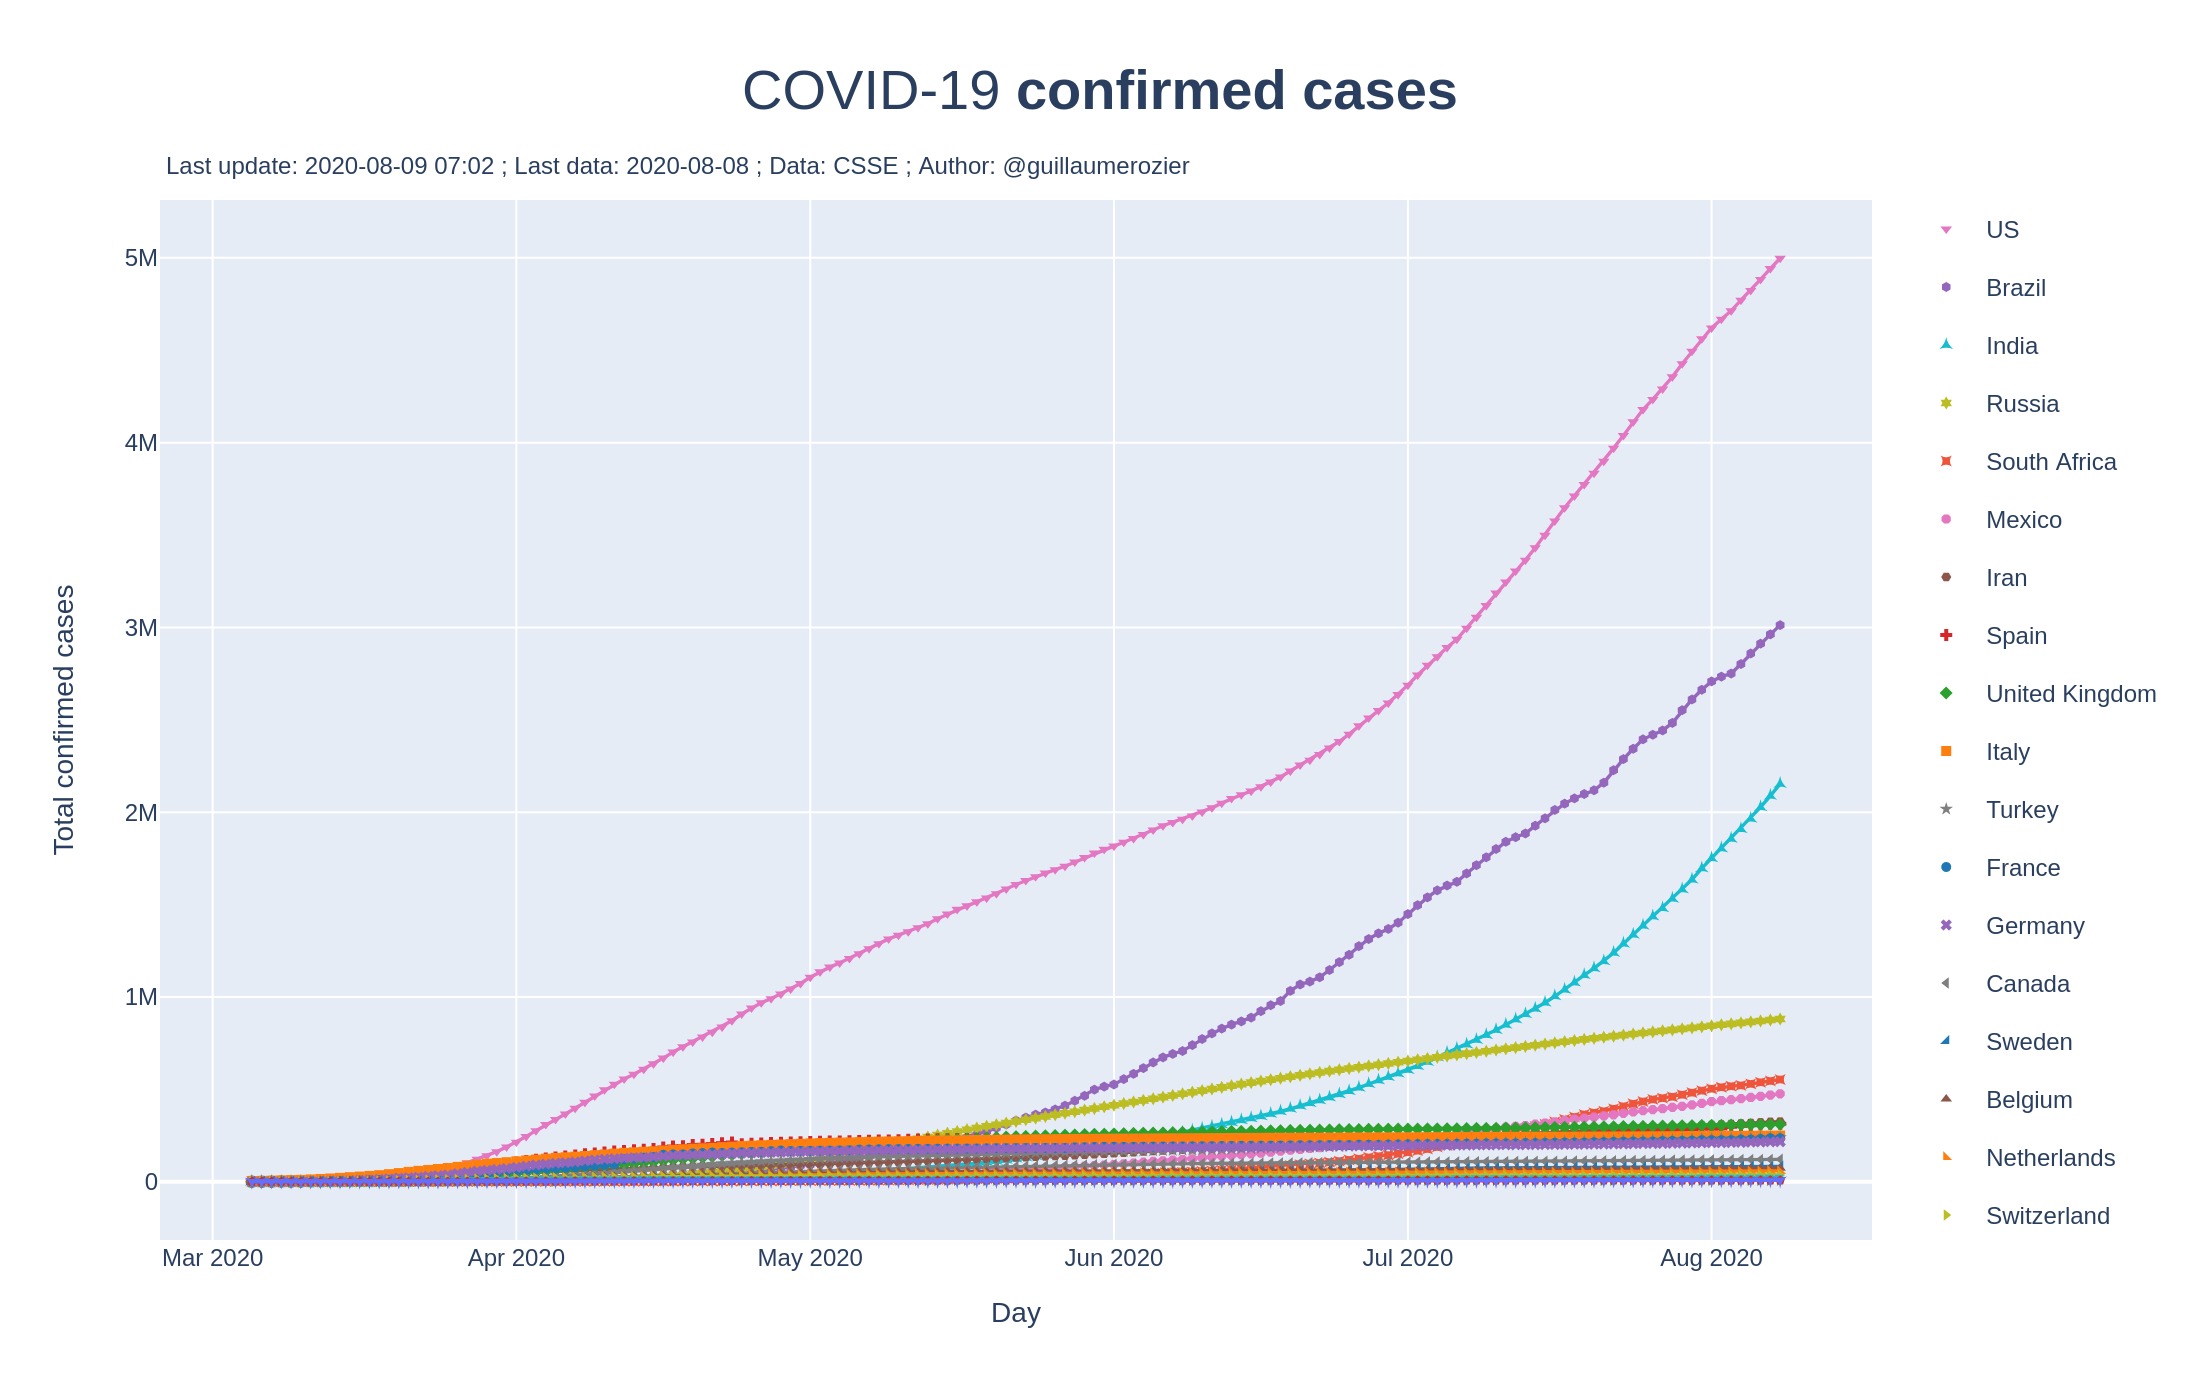 COVID-19 confirmed cases
Last update: 2020-08-09 07:02 ; Last data: 2020-08-08 ; Data: CSSE ; Author: @guillaumerozier
Total confirmed cases
5M
4M
3M
2M
1M
0
Mar 2020
Apr 2020
May 2020
Jun 2020
Jul 2020
Aug 2020
Day
US
Brazil
India
Russia
South Africa
Mexico
Iran
Spain
United Kingdom
Italy
Turkey
France
Germany
Canada
Sweden
Belgium
Netherlands
Switzerland